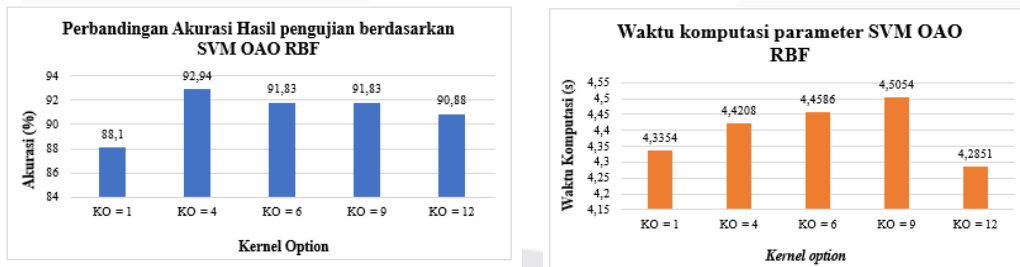 Perbandingan Akurasi Hasil pengujian berdasarkan
SVM OAO RBF
Akurasi (%)
94
92
90
88
86
84
88,1
92,94
91,83
91,83
90,88
KO = 1
KO = 4
KO = 6
KO = 9
KO = 12
Kernel Option
Waktu komputasi parameter SVM OAO
RBF
Waktu Komputasi (s)
4,55
4,5
4,45
4,4
4,35
4,3
4,25
4,2
4,15
4,3354
4,4208
4,4586
4,5054
4,2851
KO = 1
KO = 4
KO = 6
KO = 9
KO = 12
Kernel option